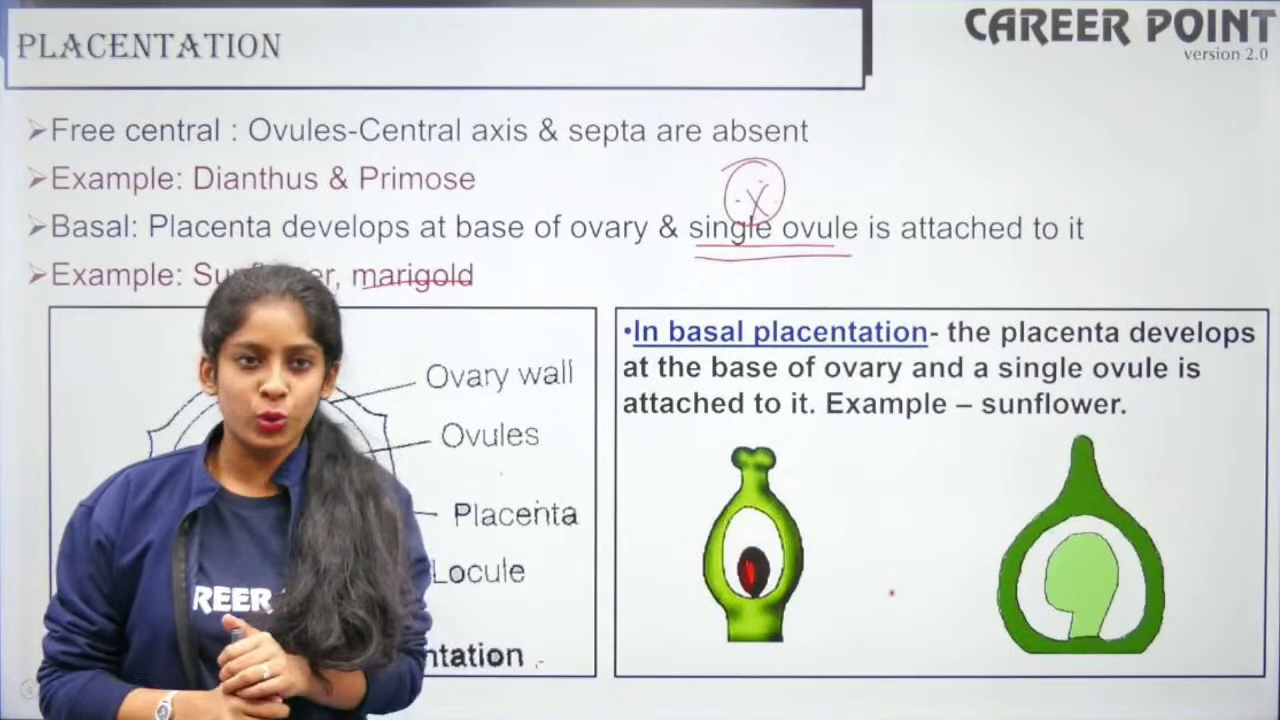 PLACENTATION
CAREER POINT
version 2.0
➢Free central : Ovules-Central axis & septa are absent
➢Example: Dianthus & Primose
➢Basal: Placenta develops at base of ovary & single ovule is attached to it
➢Example: Sunflower, marigold
Ovary wall
Ovules
Placenta
Locule
ntation
•In basal placentation- the placenta develops
at the base of ovary and a single ovule is
attached to it. Example – sunflower.
REER